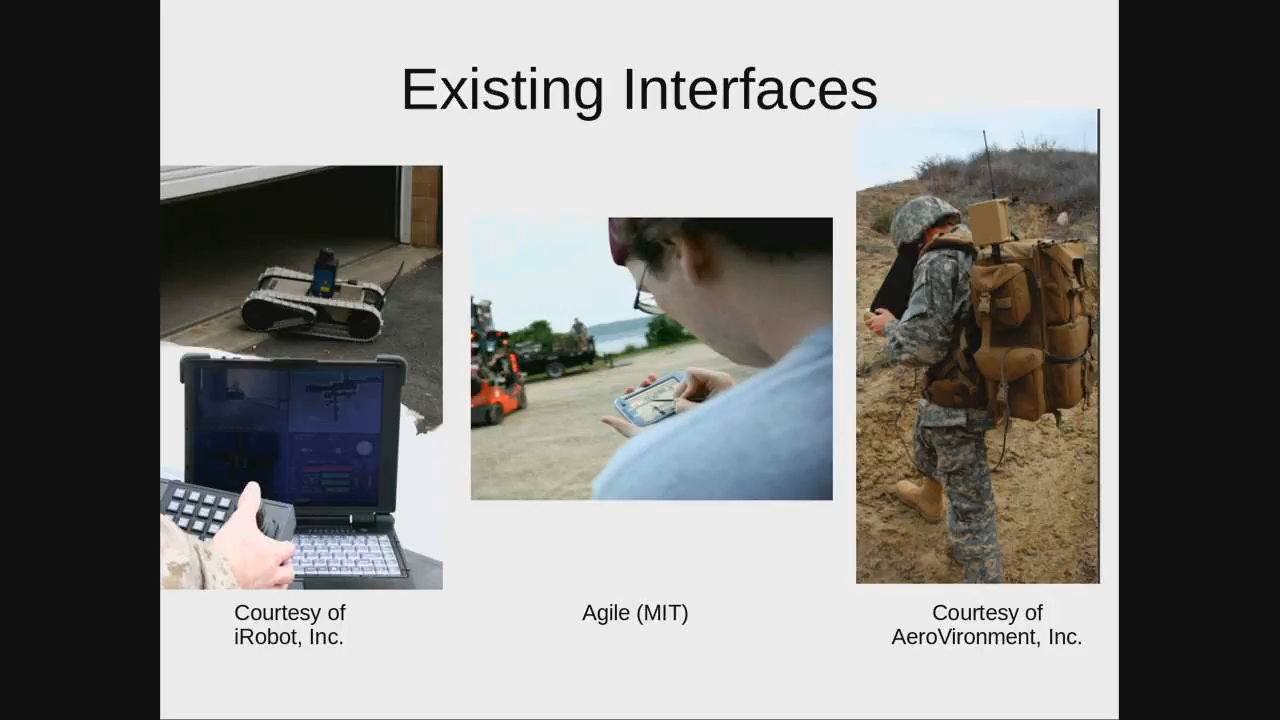 Existing Interfaces
Courtesy of
iRobot, Inc.
Agile (MIT)
Courtesy of
AeroVironment, Inc.